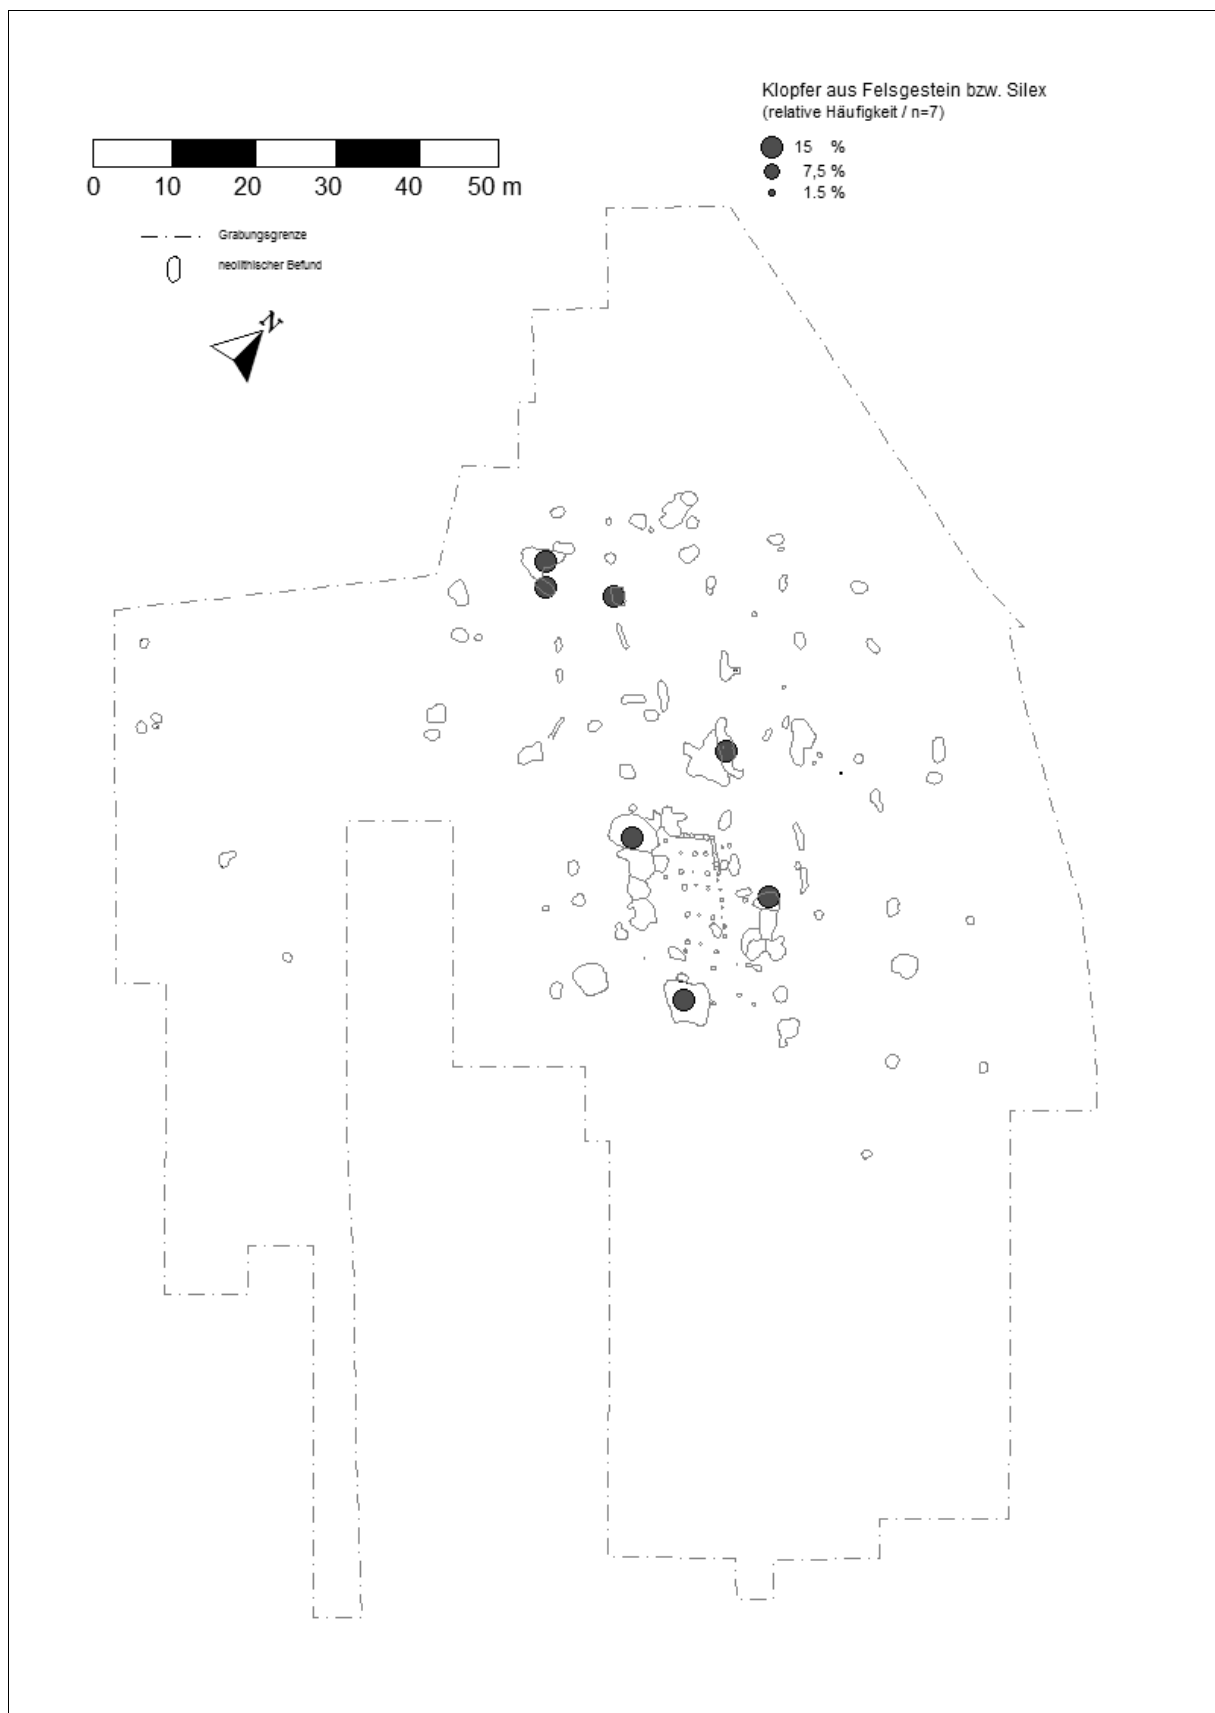 Klopfer aus Felsgestein bzw. Silex
(relative Häufigkeit / n=7)
15 %
7,5 %
1.5 %
0 10 20 30 40 50 m
Grabungsgrenze
neolithischer Befund
N